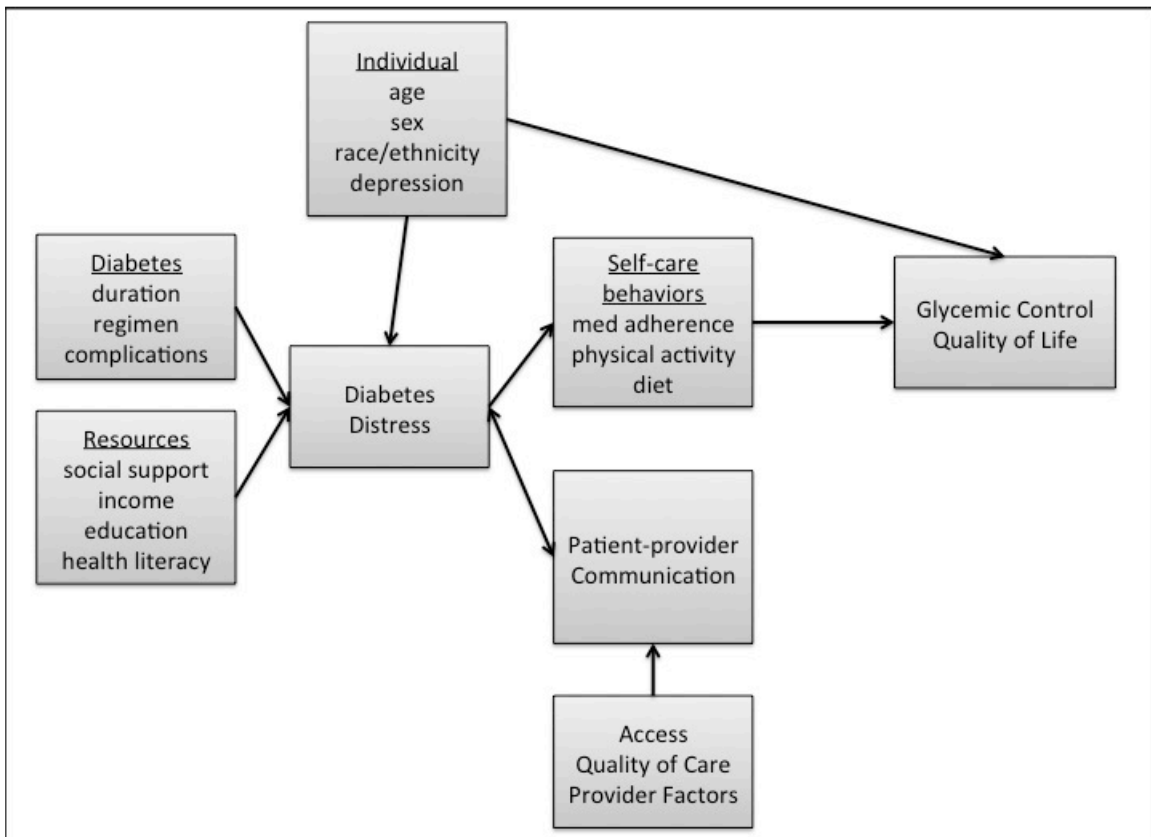 Individual
age
sex
race/ethnicity
depression
Diabetes
duration
regimen
complications
Resources
social support
income
education
health literacy
Diabetes
Distress
Self-care
behaviors
med adherence
physical activity
diet
Patient-provider
Communication
Access
Quality of Care
Provider Factors
Glycemic Control
Quality of Life